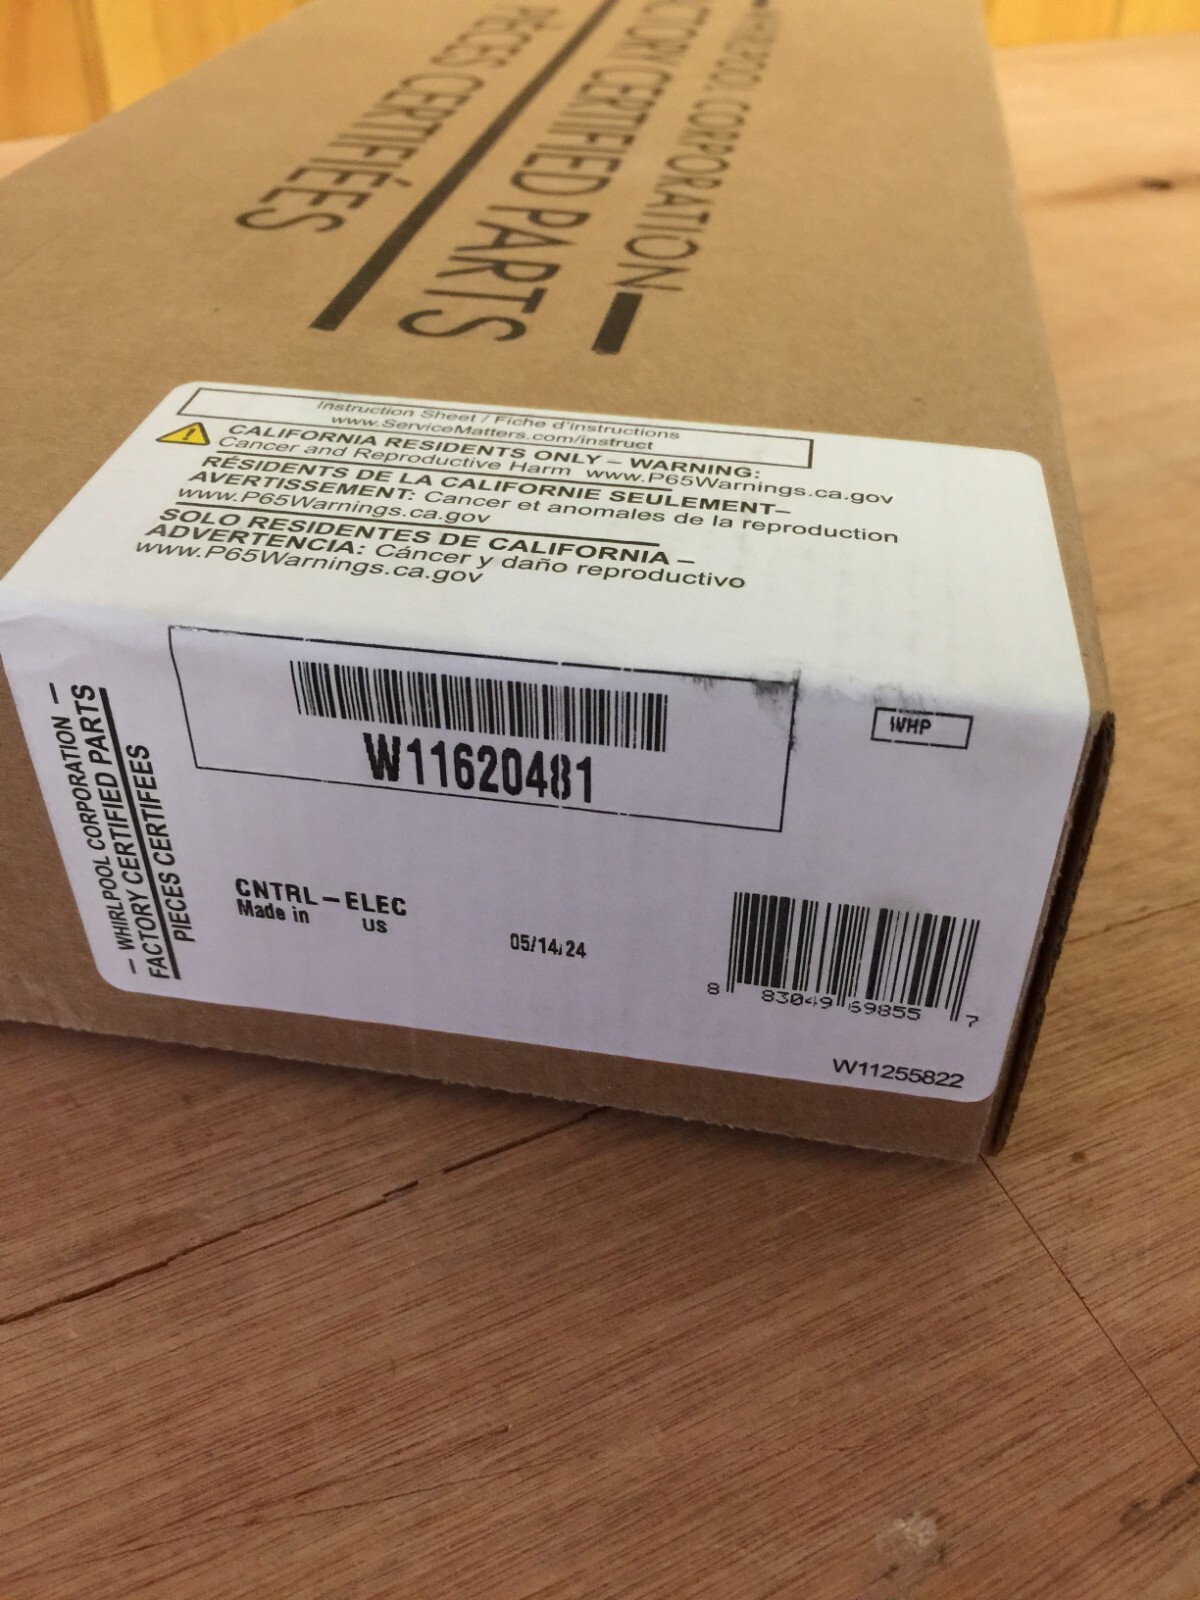 WHIRLPOOL CORPORATION
FACTORY CERTIFIED PARTS
PIÈCES CERTIFIÉES
Instruction Sheet / Fiche d'instructions
www.ServiceMatters.com/instruct
CALIFORNIA RESIDENTS ONLY – WARNING:
Cancer and Reproductive Harm www.P65Warnings.ca.gov
RÉSIDENTS DE LA CALIFORNIE SEULEMENT–
AVERTISSEMENT: Cancer et anomales de la reproduction
www.P65Warnings.ca.gov
SOLO RESIDENTES DE CALIFORNIA –
ADVERTENCIA: Cáncer y daño reproductivo
www.P65Warnings.ca.gov
– WHIRLPOOL CORPORATION –
FACTORY CERTIFIED PARTS
PIECES CERTIFEES
W11620481
WHP
CNTRL-ELEC
Made in US
05/14/24
8 83049 69855 7
W11255822